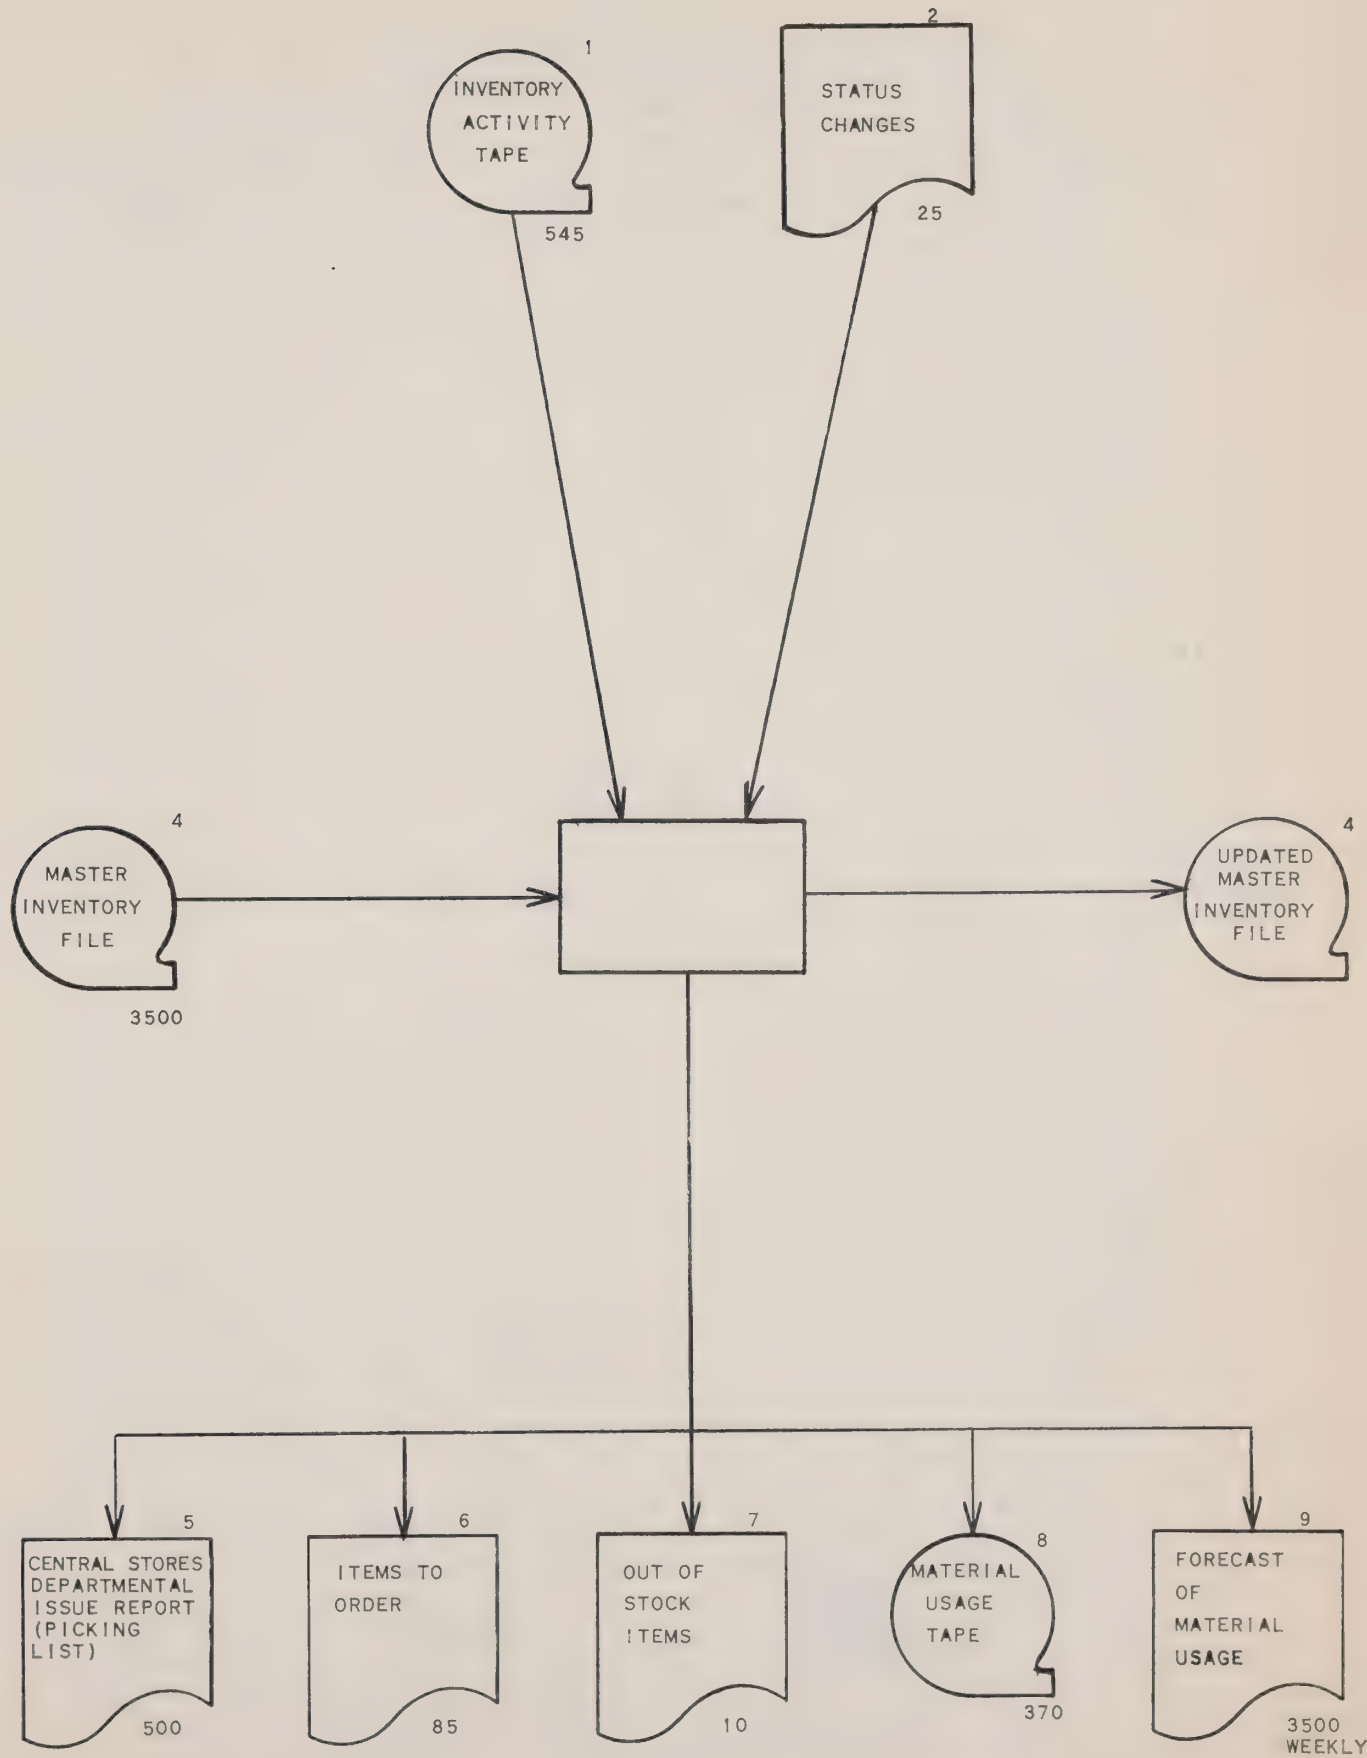 1
INVENTORY
ACTIVITY
TAPE
545
2
STATUS
CHANGES
25
4
MASTER
INVENTORY
FILE
3500
4
UPDATED
MASTER
INVENTORY
FILE
5
CENTRAL STORES
DEPARTMENTAL
ISSUE REPORT
(PICKING
LIST)
500
6
ITEMS TO
ORDER
85
7
OUT OF
STOCK
ITEMS
10
8
MATERIAL
USAGE
TAPE
370
9
FORECAST
OF
MATERIAL
USAGE
3500
WEEKLY